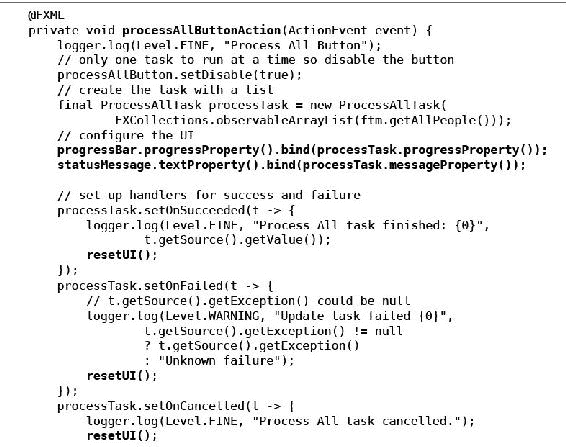 @FXML
private void processAllButtonAction(ActionEvent event) {
logger.log(Level.FINE, "Process All Button");
// only one task to run at a time so disable the button
processAllButton.setDisable(true);
// create the task with a list
final ProcessAllTask processTask = new ProcessAllTask(
FXCollections.observableArrayList(ftm.getAllPeople()));
// configure the UI
progressBar.progressProperty().bind(processTask.progressProperty());
statusMessage.textProperty().bind(processTask.messageProperty());
// set up handlers for success and failure
processTask.setOnSucceeded(t -> {
logger.log(Level.FINE, "Process All task finished: {0}",
t.getSource().getValue());
resetUI();
});
processTask.setOnFailed(t -> {
// t.getSource().getException() could be null
logger.log(Level.WARNING, "Update task failed {0}",
t.getSource().getException() != null
? t.getSource().getException()
: "Unknown failure");
resetUI();
});
processTask.setOnCancelled(t -> {
logger.log(Level.FINE, "Process All task cancelled.");
resetUI();